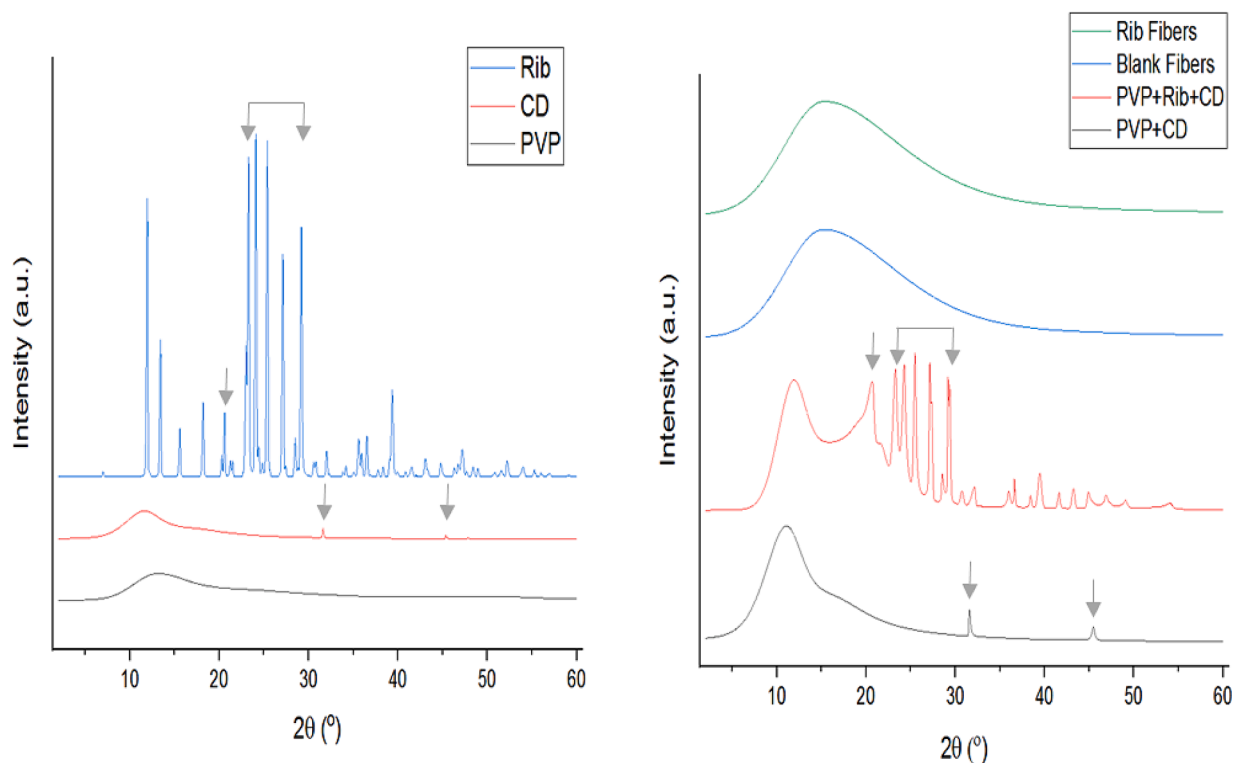 Rib
CD
PVP
Intensity (a.u.)
10 20 30 40 50 60
2θ (º)
Rib Fibers
Blank Fibers
PVP+Rib+CD
PVP+CD
Intensity (a.u.)
10 20 30 40 50 60
2θ (º)